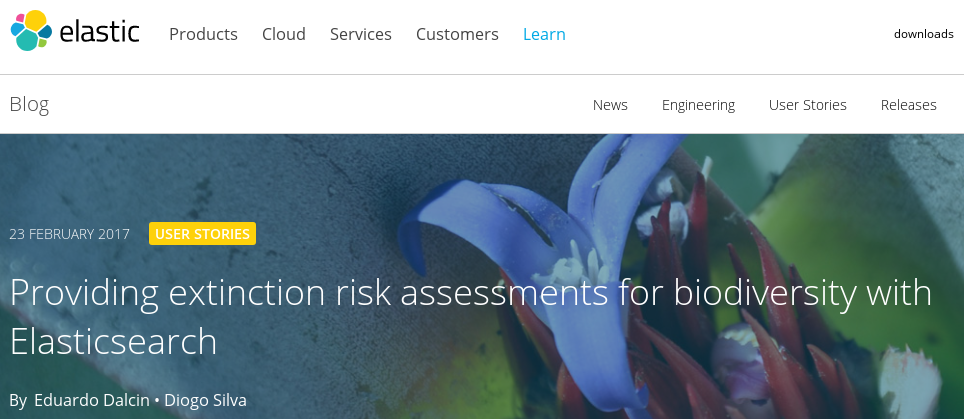 elastic Products Cloud Services Customers Learn downloads
Blog News Engineering User Stories Releases
23 FEBRUARY 2017 USER STORIES
Providing extinction risk assessments for biodiversity with
Elasticsearch
By Eduardo Dalcin • Diogo Silva